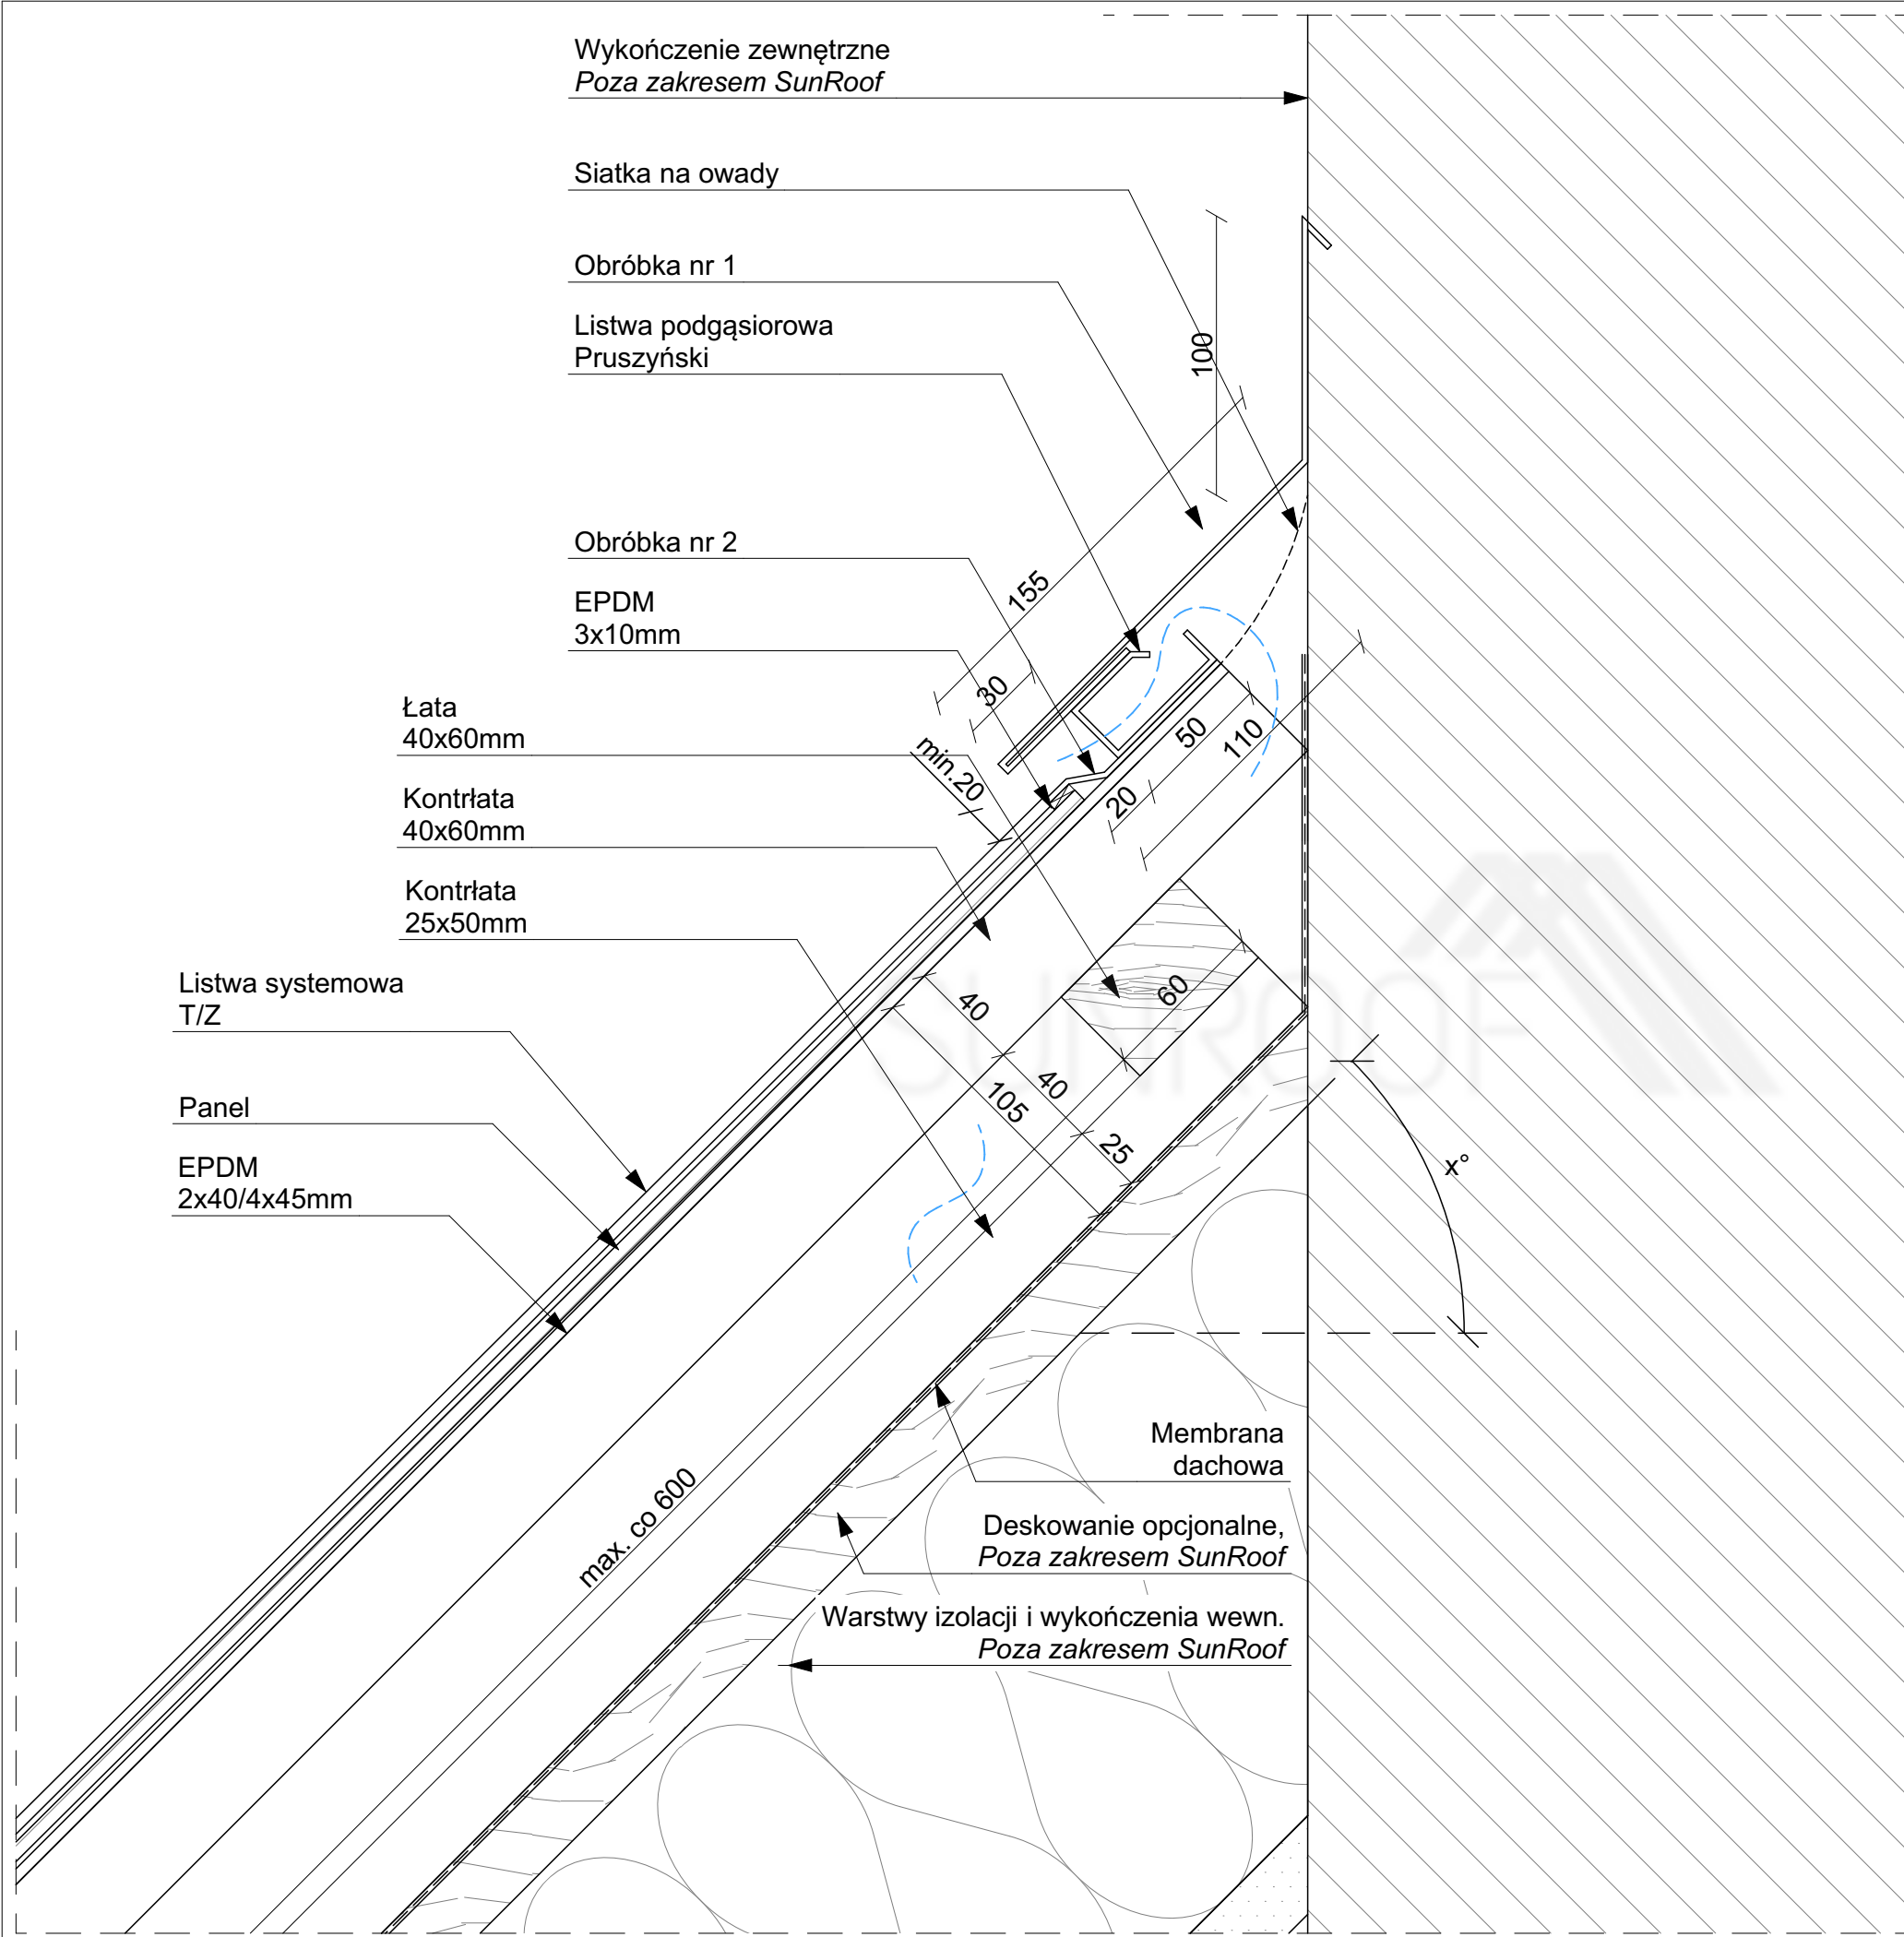 Wykończenie zewnętrzne
Poza zakresem SunRoof
Siatka na owady
Obróbka nr 1
Listwa podgąsiorowa
Pruszyński
100
Obróbka nr 2
EPDM
3x10mm
155
30
Łata
40x60mm
min.20
50
110
20
Kontrłata
40x60mm
Kontrłata
25x50mm
Listwa systemowa
T/Z
40
60
SUNROOF
40
105
25
Panel
EPDM
2x40/4x45mm
x°
max. co 600
Membrana
dachowa
Deskowanie opcjonalne,
Poza zakresem SunRoof
Warstwy izolacji i wykończenia wewn.
Poza zakresem SunRoof